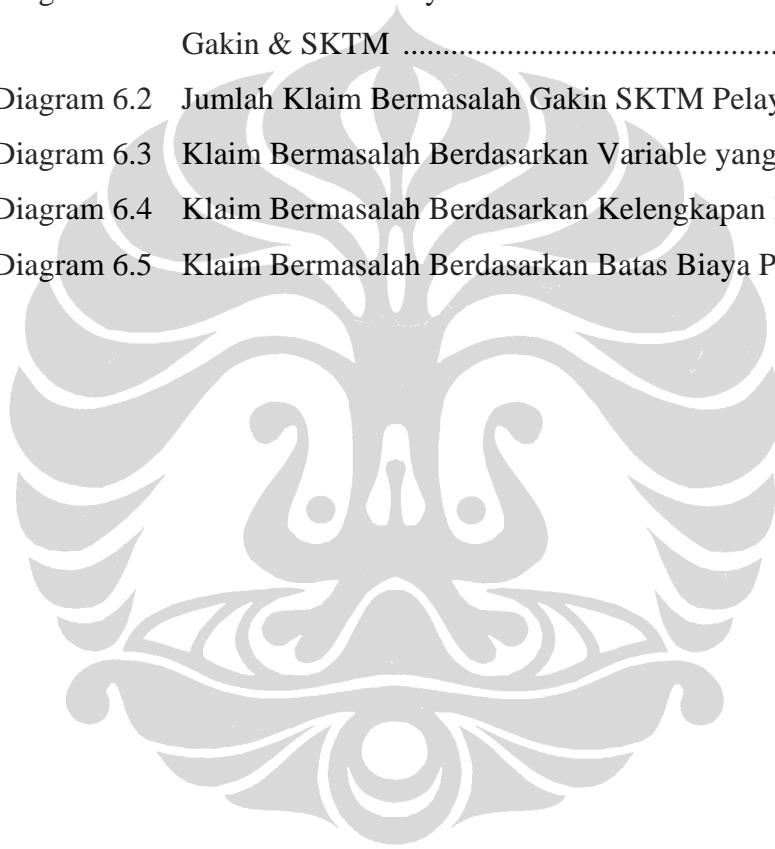 Gakin & SKTM ........................................
Diagram 6.2 Jumlah Klaim Bermasalah Gakin SKTM
Diagram 6.3 Klaim Bermasalah Berdasarkan Variable yang
Diagram 6.4 Klaim Bermasalah Berdasarkan Kelengkapan
Diagram 6.5 Klaim Bermasalah Berdasarkan Batas Biaya